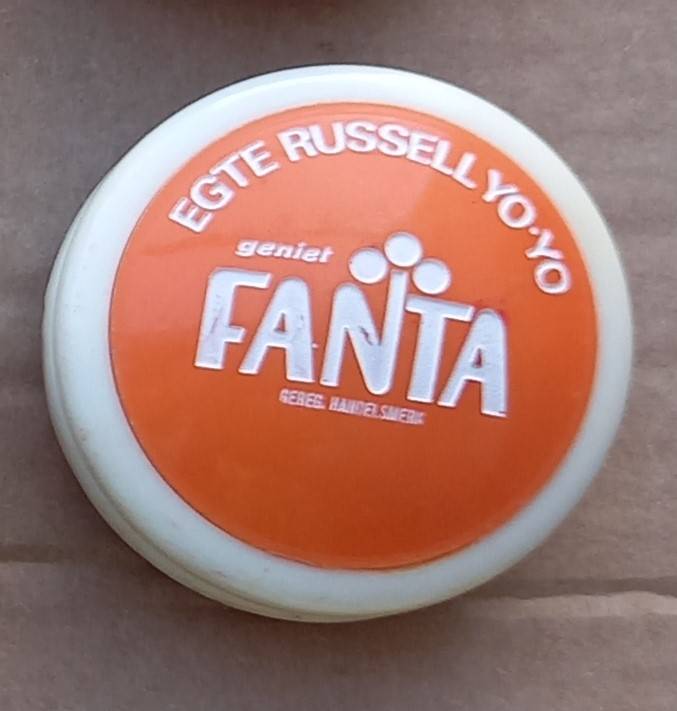 EGTE RUSSELL YO-YO
geniet
FANTA
GEREG. HANDELSMERK